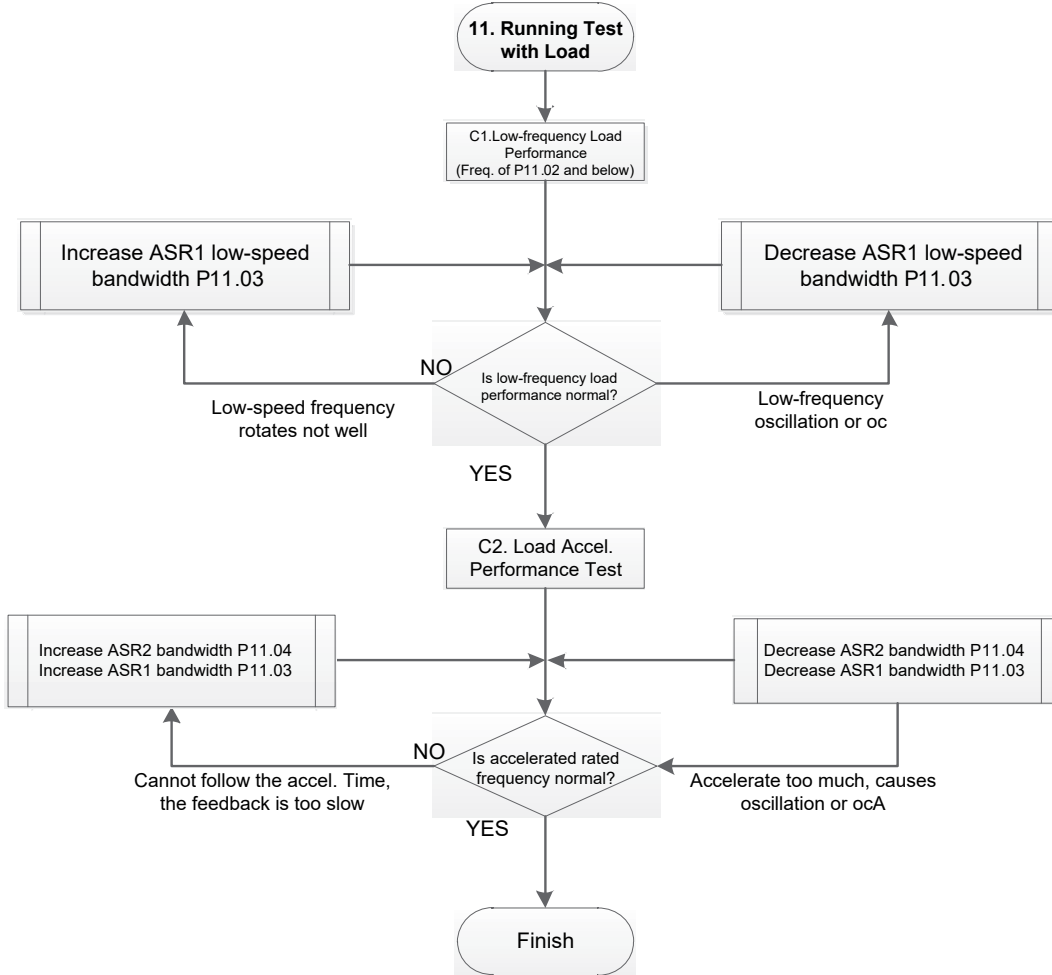 11. Running Test
with Load
C1.Low-frequency Load
Performance
(Freq. of P11.02 and below)
Increase ASR1 low-speed
bandwidth P11.03
Decrease ASR1 low-speed
bandwidth P11.03
NO
Is low-frequency load
performance normal?
Low-speed frequency
rotates not well
Low-frequency
oscillation or oc
YES
C2. Load Accel.
Performance Test
Increase ASR2 bandwidth P11.04
Increase ASR1 bandwidth P11.03
Decrease ASR2 bandwidth P11.04
Decrease ASR1 bandwidth P11.03
NO
Is accelerated rated
frequency normal?
Cannot follow the accel. Time,
the feedback is too slow
Accelerate too much, causes
oscillation or ocA
YES
Finish